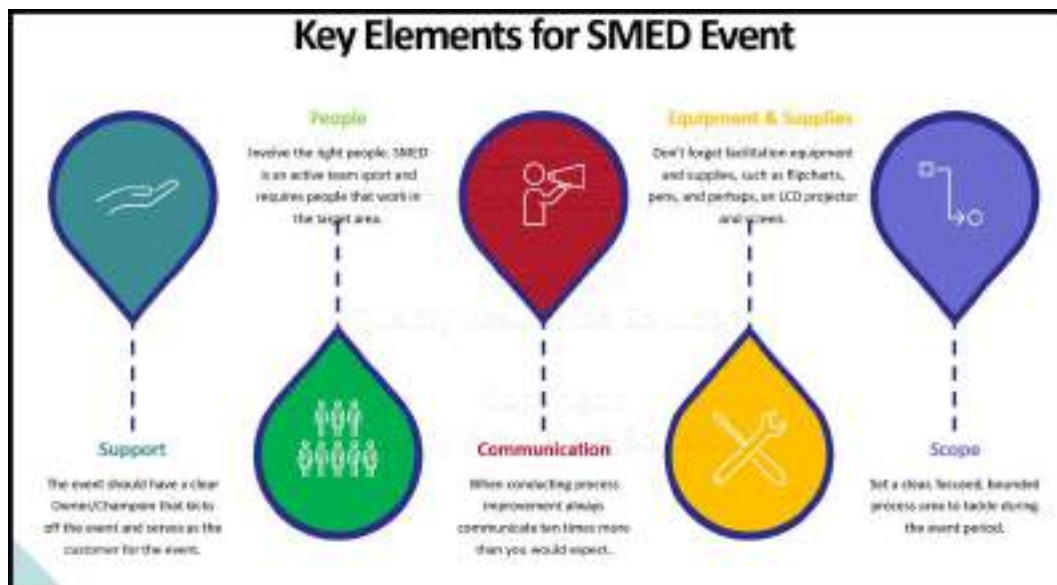 Key Elements for SMED Event
Support
The event should have a clear
Owner/Champion that kicks
off the event and serves as the
customer for the event.
People
Involve the right people. SMED
is an active team sport and
requires people that work in
the target area.
Communication
When conducting process
improvement always
communicate ten times more
than you would expect.
Equipment & Supplies
Don't forget facilitation equipment
and supplies, such as flipcharts,
pens, and perhaps, an LCD projector
and screen.
Scope
Set a clear, focused, bounded
process area to tackle during
the event period.